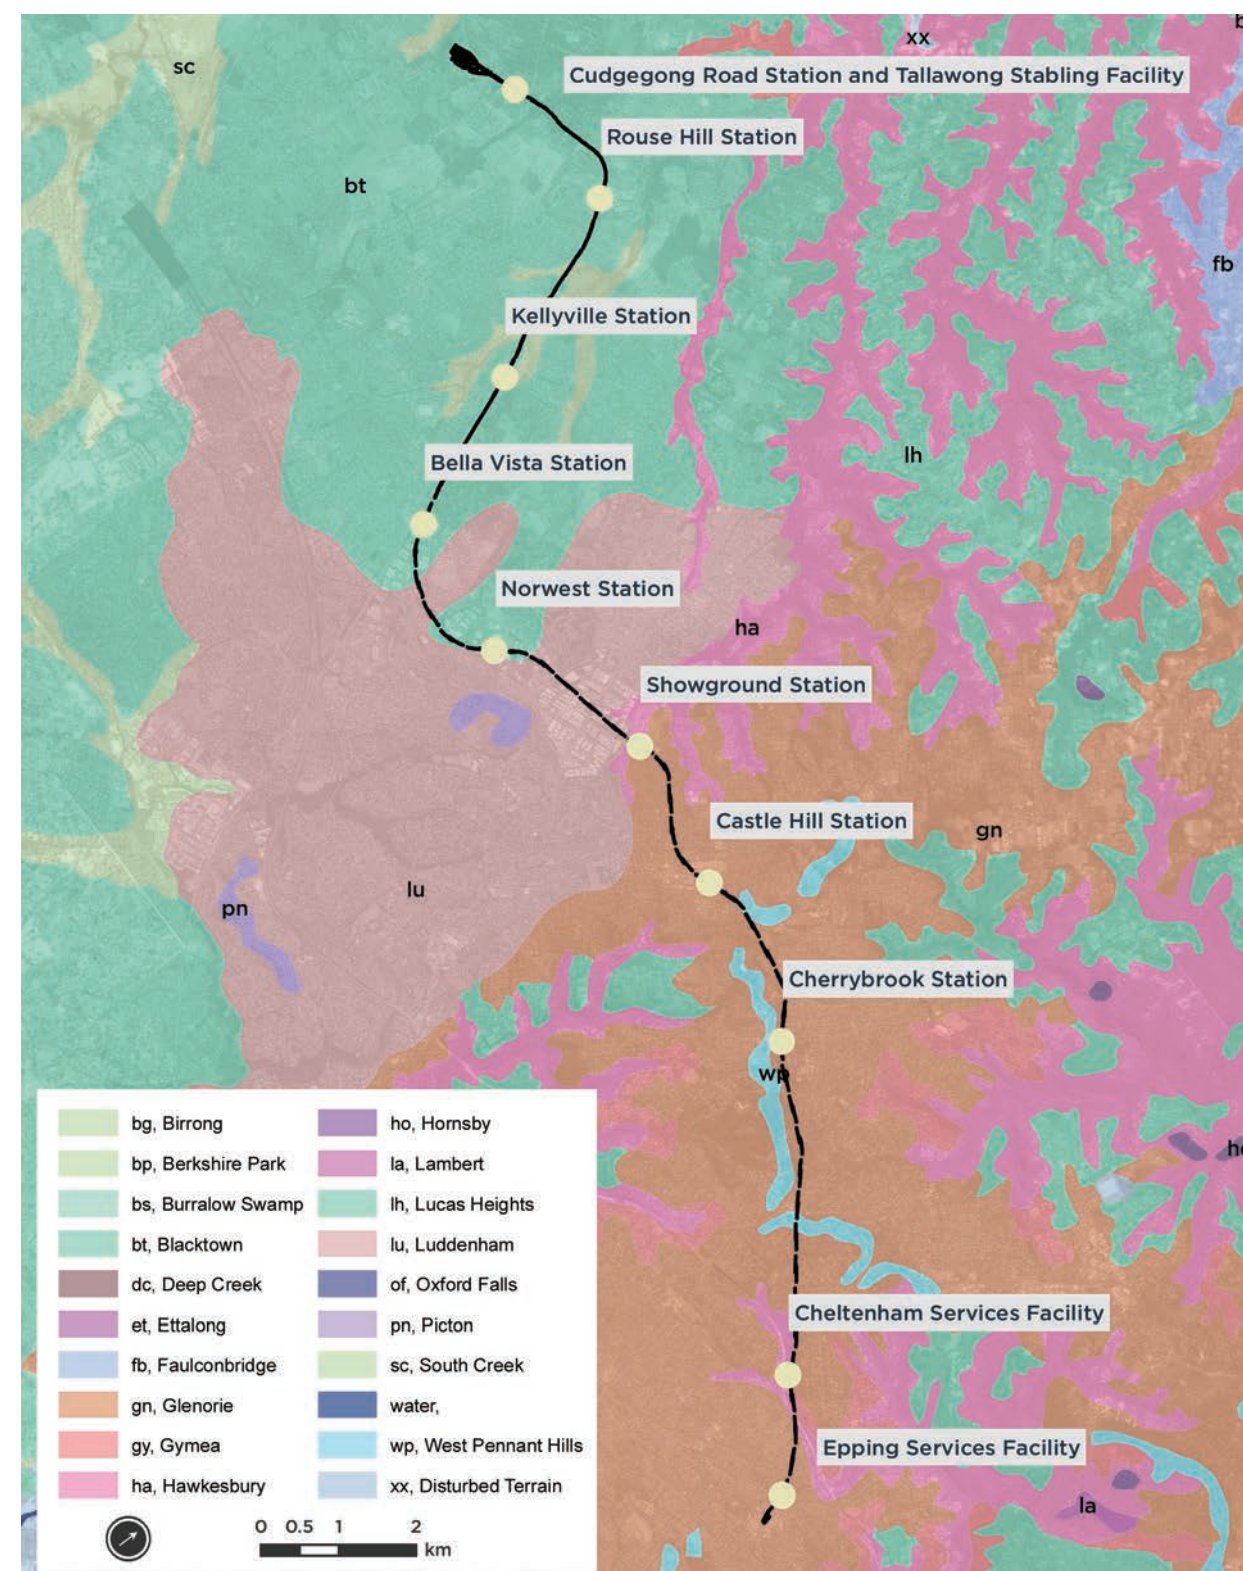 xx
b
sc
Cudgegong Road Station and Tallawong Stabling Facility
Rouse Hill Station
bt
fb
Kellyville Station
lh
Bella Vista Station
Norwest Station
ha
Showground Station
Castle Hill Station
gn
lu
pn
Cherrybrook Station
wp
ho
Cheltenham Services Facility
Epping Services Facility
la
bg, Birrong
bp, Berkshire Park
bs, Burralow Swamp
bt, Blacktown
dc, Deep Creek
et, Ettalong
fb, Faulconbridge
gn, Glenorie
gy, Gymea
ha, Hawkesbury
ho, Hornsby
la, Lambert
lh, Lucas Heights
lu, Luddenham
of, Oxford Falls
pn, Picton
sc, South Creek
water,
wp, West Pennant Hills
xx, Disturbed Terrain
0 0.5 1 2
km